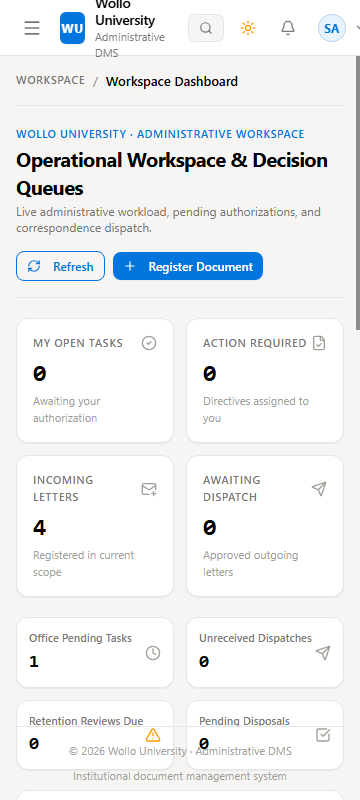 Wollo
WU
University
Administrative
DMS
SA
WORKSPACE / Workspace Dashboard
WOLLO UNIVERSITY · ADMINISTRATIVE WORKSPACE
Operational Workspace & Decision
Queues
Live administrative workload, pending authorizations, and
correspondence dispatch.
Refresh
Register Document
MY OPEN TASKS
0
Awaiting your
authorization
ACTION REQUIRED
0
Directives assigned to
you
INCOMING
LETTERS
4
Registered in current
scope
AWAITING
DISPATCH
0
Approved outgoing
letters
Office Pending Tasks
1
Unreceived Dispatches
0
Retention Reviews Due
0
Pending Disposals
0
© 2026 Wollo University · Administrative DMS
Institutional document management system